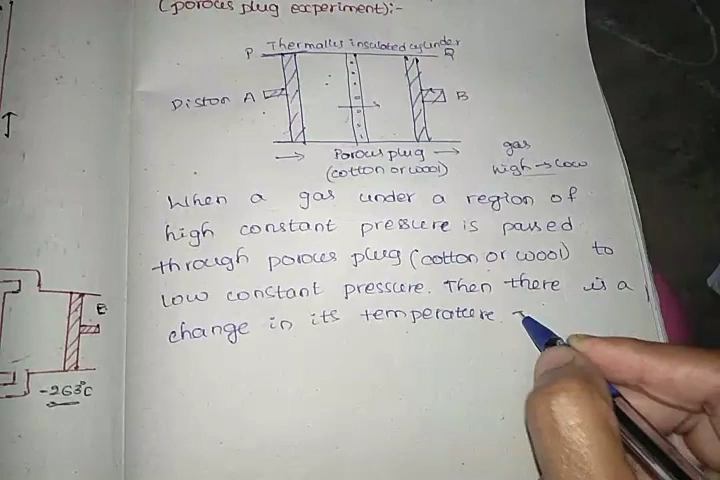 (porous plug experiment):-
P Thermally insulated cylinder Q
Piston A B
Porous plug
(cotton or wool)
gas
high → low
When a gas under a region of
high constant pressure is passed
through porous plug (cotton or wool) to
low constant pressure. Then there is a
change in its temperature.
-263°C